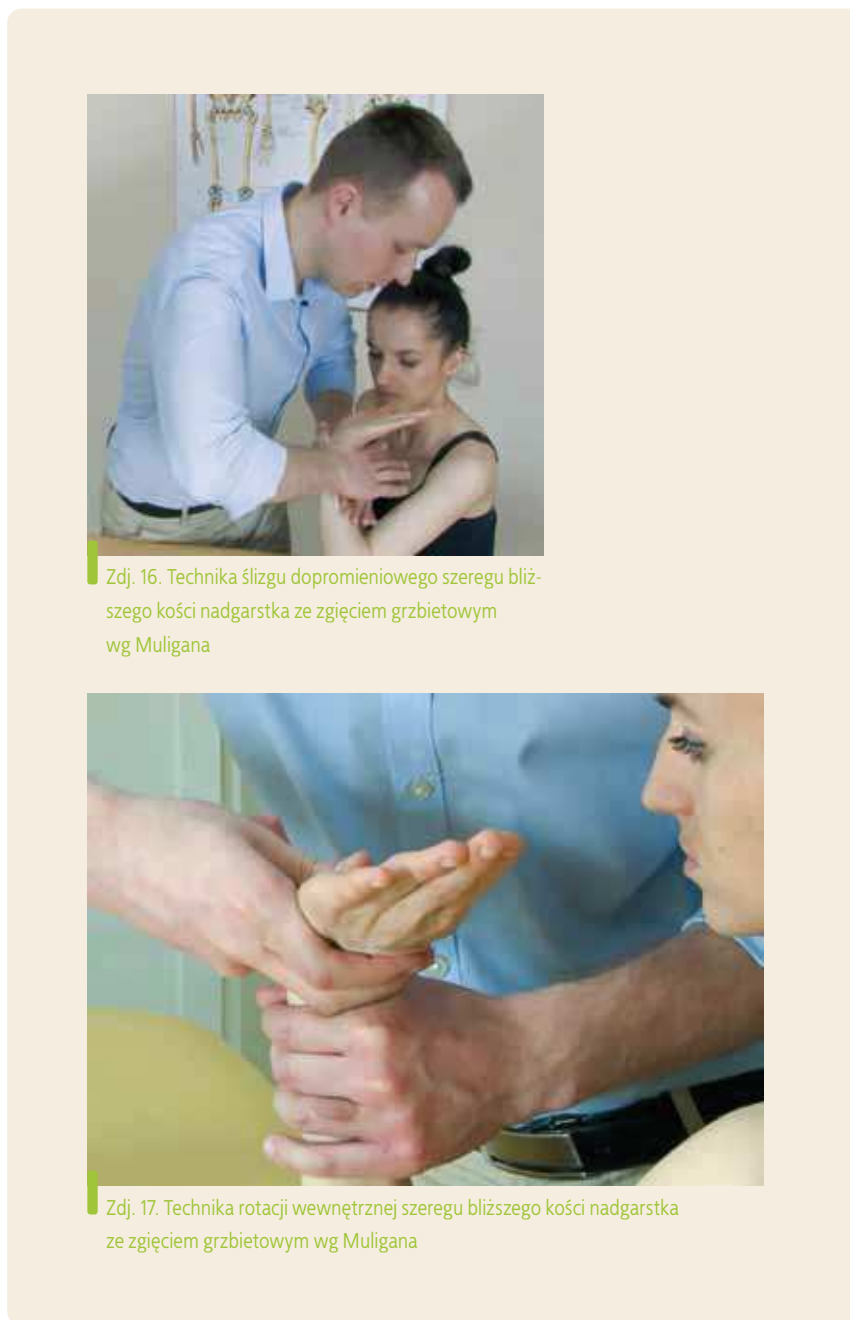 Zdj. 16. Technika ślizgu dopromieniowego szeregu bliż-
szego kości nadgarstka ze zgięciem grzbietowym
wg Muligana
Zdj. 17. Technika rotacji wewnętrznej szeregu bliższego kości nadgarstka
ze zgięciem grzbietowym wg Muligana